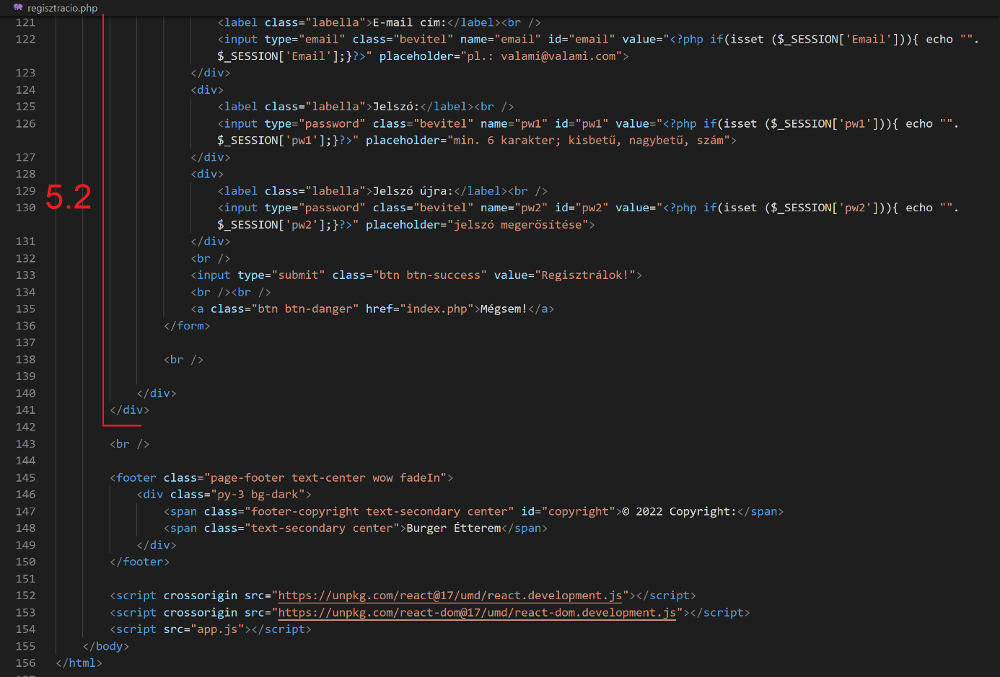 regisztracio.php
121 <label class="labella">E-mail cím:</label><br />
122 <input type="email" class="bevitel" name="email" id="email" value="<?php if(isset ($_SESSION['Email'])){ echo "".
$_SESSION['Email'];}?>" placeholder="pl.: valami@valami.com">
123 </div>
124 <div>
125 <label class="labella">Jelszó:</label><br />
126 <input type="password" class="bevitel" name="pw1" id="pw1" value="<?php if(isset ($_SESSION['pw1'])){ echo "".
$_SESSION['pw1'];}?>" placeholder="min. 6 karakter; kisbetű, nagybetű, szám">
127 </div>
128 <div>
129 <label class="labella">Jelszó újra:</label><br />
5.2
130 <input type="password" class="bevitel" name="pw2" id="pw2" value="<?php if(isset ($_SESSION['pw2'])){ echo "".
$_SESSION['pw2'];}?>" placeholder="jelszó megerősítése">
131 </div>
132 <br />
133 <input type="submit" class="btn btn-success" value="Regisztrálok!">
134 <br /><br />
135 <a class="btn btn-danger" href="index.php">Mégsem!</a>
136 </form>
137
138 <br />
139
140 </div>
141 </div>
142
143 <br />
144
145 <footer class="page-footer text-center wow fadeIn">
146 <div class="py-3 bg-dark">
147 <span class="footer-copyright text-secondary center" id="copyright">© 2022 Copyright:</span>
148 <span class="text-secondary center">Burger Étterem</span>
149 </div>
150 </footer>
151
152 <script crossorigin src="https://unpkg.com/react@17/umd/react.development.js"></script>
153 <script crossorigin src="https://unpkg.com/react-dom@17/umd/react-dom.development.js"></script>
154 <script src="app.js"></script>
155 </body>
156 </html>